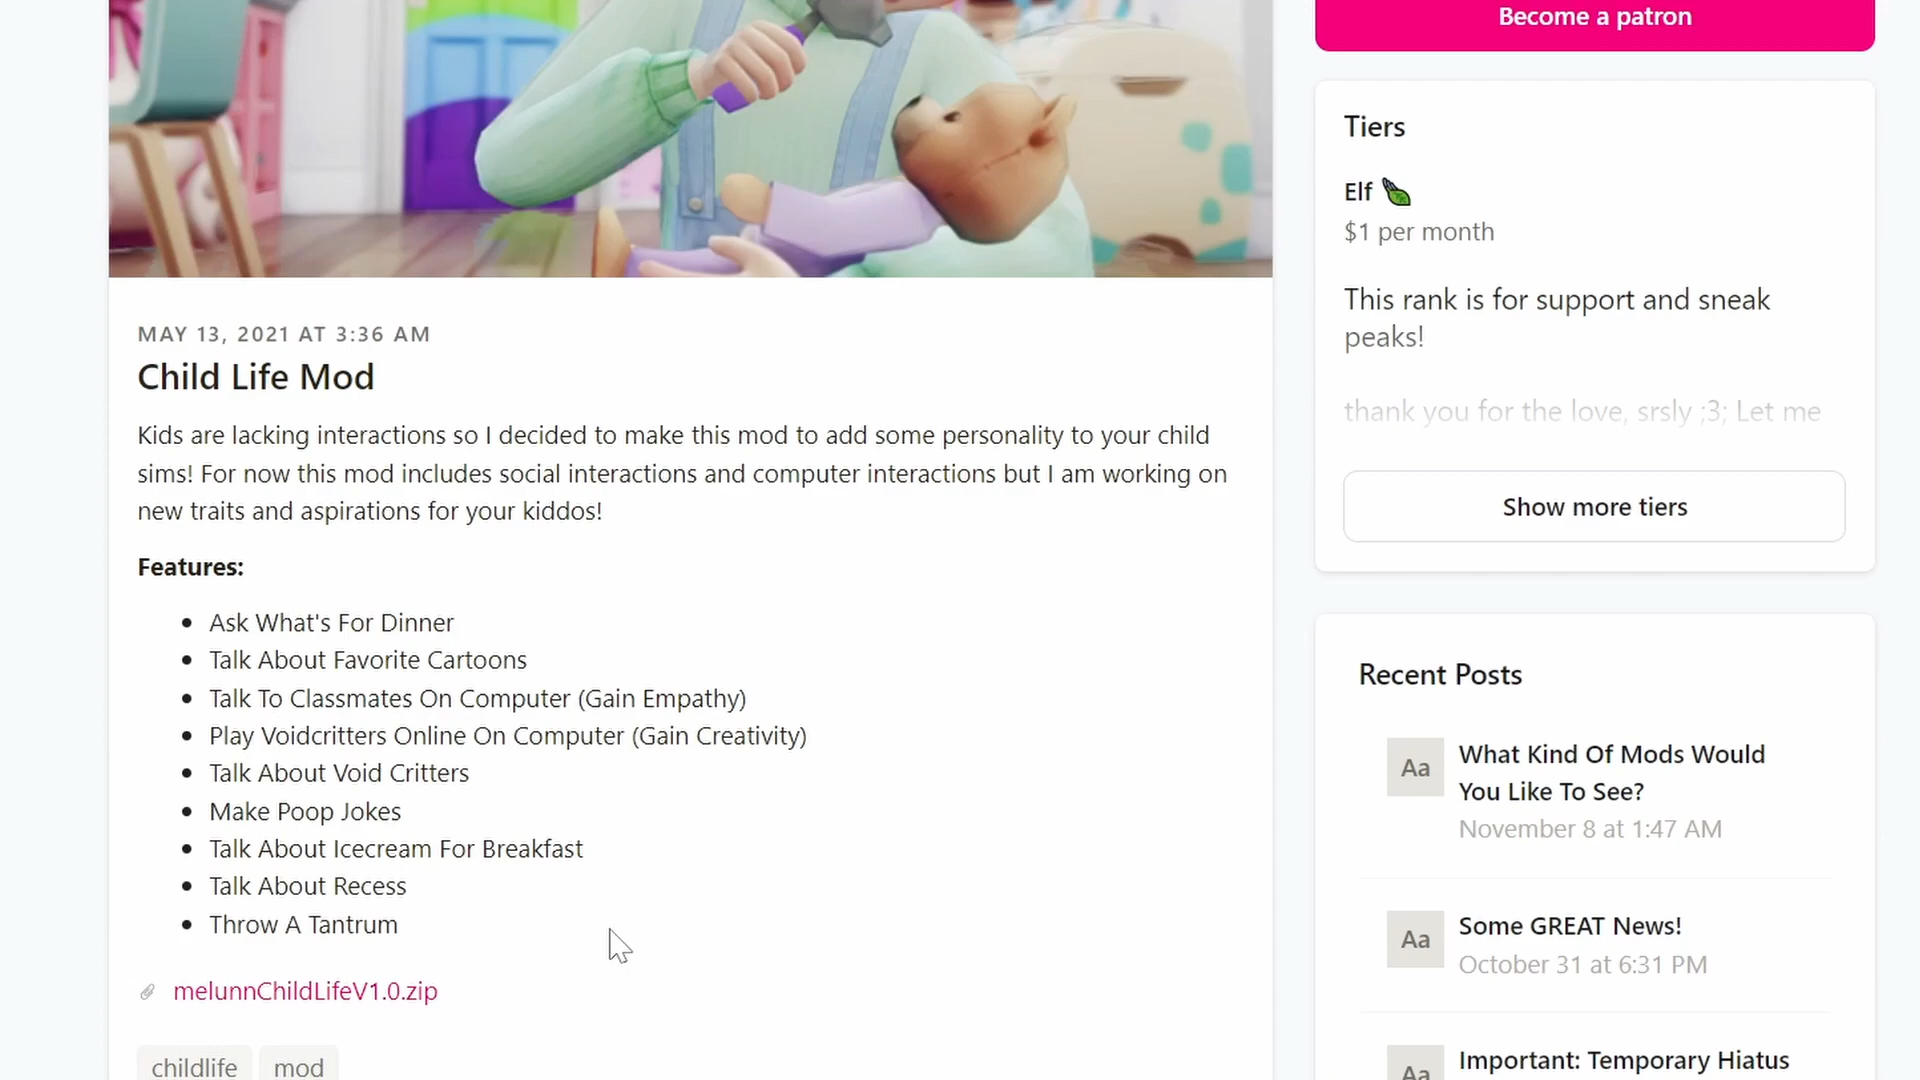 Become a patron
Tiers
Elf
$1 per month
This rank is for support and sneak
peaks!
thank you for the love, srsly ;3; Let me
Show more tiers
MAY 13, 2021 AT 3:36 AM
Child Life Mod
Kids are lacking interactions so I decided to make this mod to add some personality to your child
sims! For now this mod includes social interactions and computer interactions but I am working on
new traits and aspirations for your kiddos!
Features:
Ask What's For Dinner
Talk About Favorite Cartoons
Talk To Classmates On Computer (Gain Empathy)
Play Voidcritters Online On Computer (Gain Creativity)
Talk About Void Critters
Make Poop Jokes
Talk About Icecream For Breakfast
Talk About Recess
Throw A Tantrum
melunnChildLifeV1.0.zip
childlife
mod
Recent Posts
Aa
What Kind Of Mods Would
You Like To See?
November 8 at 1:47 AM
Aa
Some GREAT News!
October 31 at 6:31 PM
Aa
Important: Temporary Hiatus